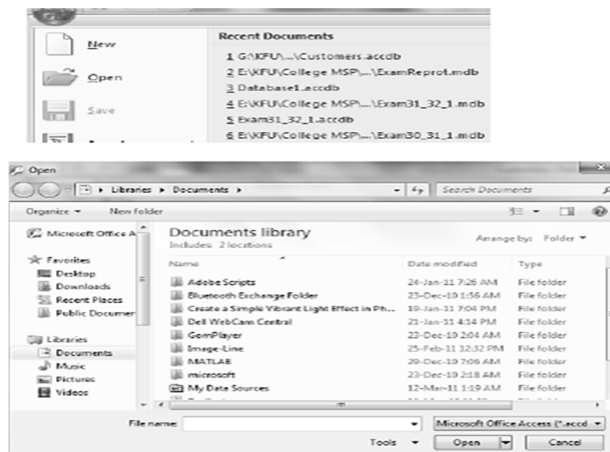 New
Open
Save
Recent Documents
1 G:\KFU\...\Customers.accdb
2 E:\KFU\College MSP\...\ExamReprot.mdb
3 Database1.accdb
4 E:\KFU\College MSP\...\Exam31_32_1.mdb
5 Exam31_32_1.accdb
6 E:\KFU\College MSP\...\Exam30_31_1.mdb
Open
Libraries ▸ Documents ▸
Search Documents
Organize
New Folder
Microsoft Office A
Favorites
Desktop
Downloads
Recent Places
Public Documer
Libraries
Documents
Music
Pictures
Videos
Documents library
Includes: 2 locations
Arrange by: Folder
Name Date modified Type
Adobe Scripts 24-Jan-11 7:26 AM File folder
Bluetooth Exchange Folder 23-Dec-10 1:56 AM File folder
Create a Simple Vibrant Light Effect in Ph... 19-Jan-11 7:04 PM File folder
Dell WebCam Central 21-Jan-11 4:14 PM File folder
GomPlayer 23-Dec-10 2:04 AM File folder
Image-Line 25-Feb-11 12:32 PM File folder
MATLAB 29-Dec-10 7:06 AM File folder
microsoft 23-Dec-10 2:18 AM File folder
My Data Sources 12-Mar-11 1:19 AM File folder
File name:
Microsoft Office Access (*.accd
Tools
Open
Cancel